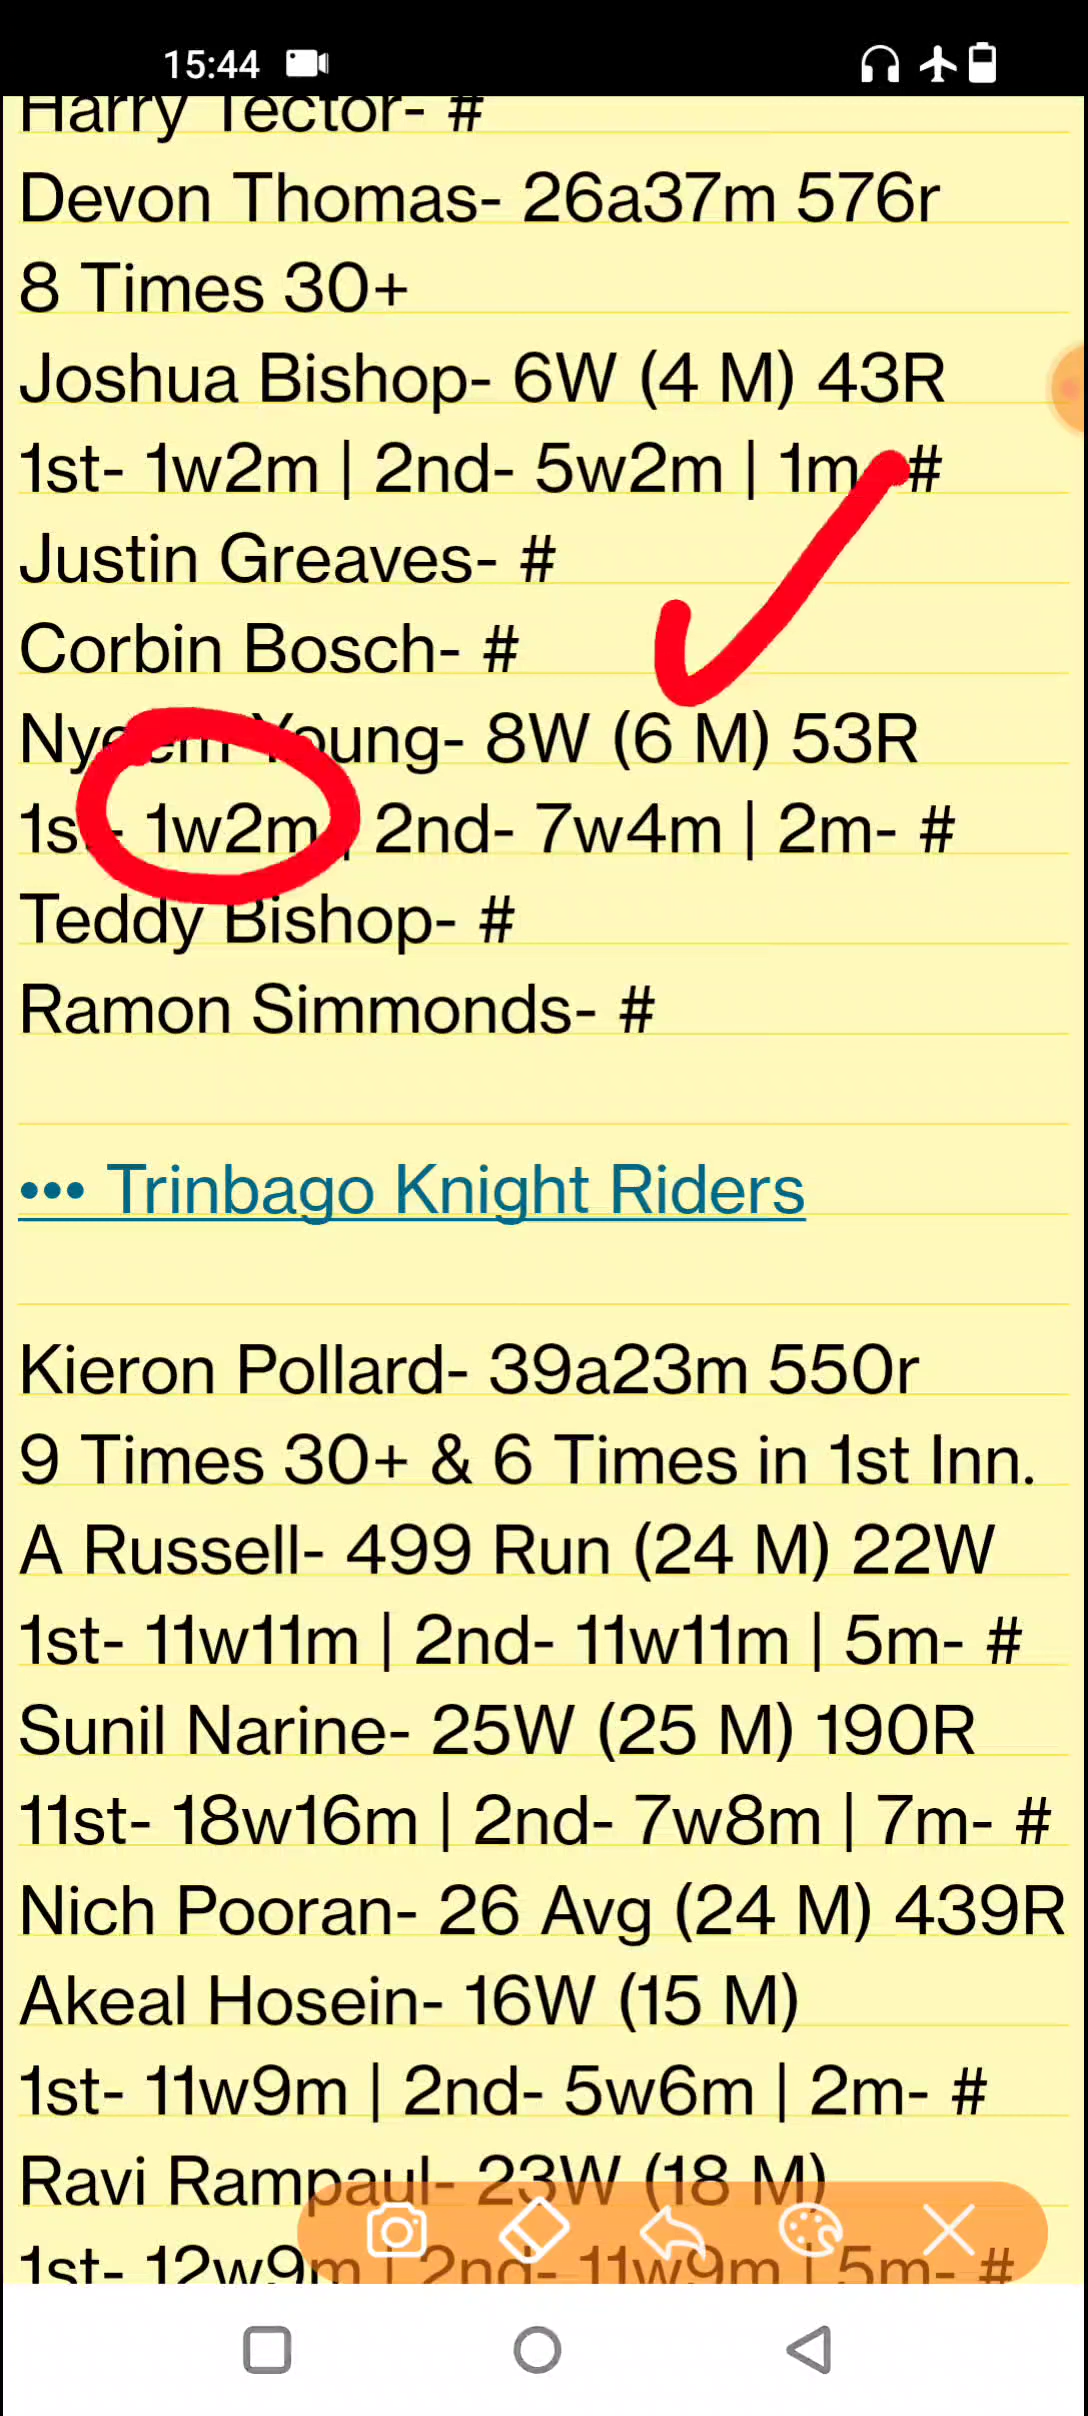 15:44
Harry Tector- #
Devon Thomas- 26a37m 576r
8 Times 30+
Joshua Bishop- 6W (4 M) 43R
1st- 1w2m | 2nd- 5w2m | 1m- #
Justin Greaves- #
Corbin Bosch- #
Nyeem Young- 8W (6 M) 53R
1st- 1w2m | 2nd- 7w4m | 2m- #
Teddy Bishop- #
Ramon Simmonds- #
••• Trinbago Knight Riders
Kieron Pollard- 39a23m 550r
9 Times 30+ & 6 Times in 1st Inn.
A Russell- 499 Run (24 M) 22W
1st- 11w11m | 2nd- 11w11m | 5m- #
Sunil Narine- 25W (25 M) 190R
11st- 18w16m | 2nd- 7w8m | 7m- #
Nich Pooran- 26 Avg (24 M) 439R
Akeal Hosein- 16W (15 M)
1st- 11w9m | 2nd- 5w6m | 2m- #
Ravi Rampaul- 23W (18 M)
1st- 12w9m | 2nd- 11w9m | 5m- #